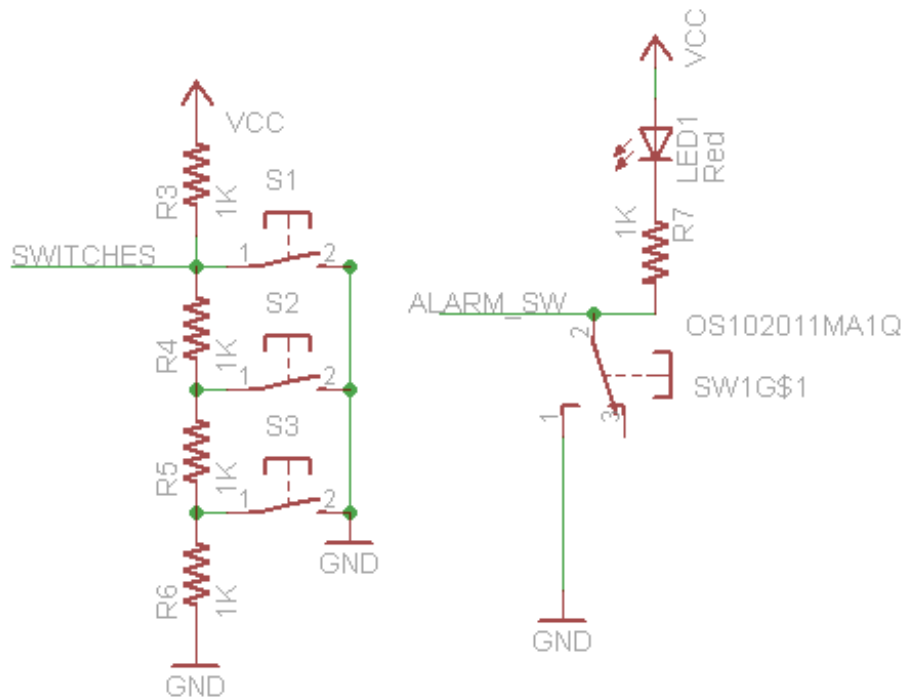 VCC
R3
1K
S1
SWITCHES
1
2
R4
1K
S2
1
2
R5
1K
S3
1
2
R6
1K
GND
GND
VCC
LED1
Red
1K
R7
ALARM_SW
2
OS102011MA1Q
SW1G$1
1
3
GND